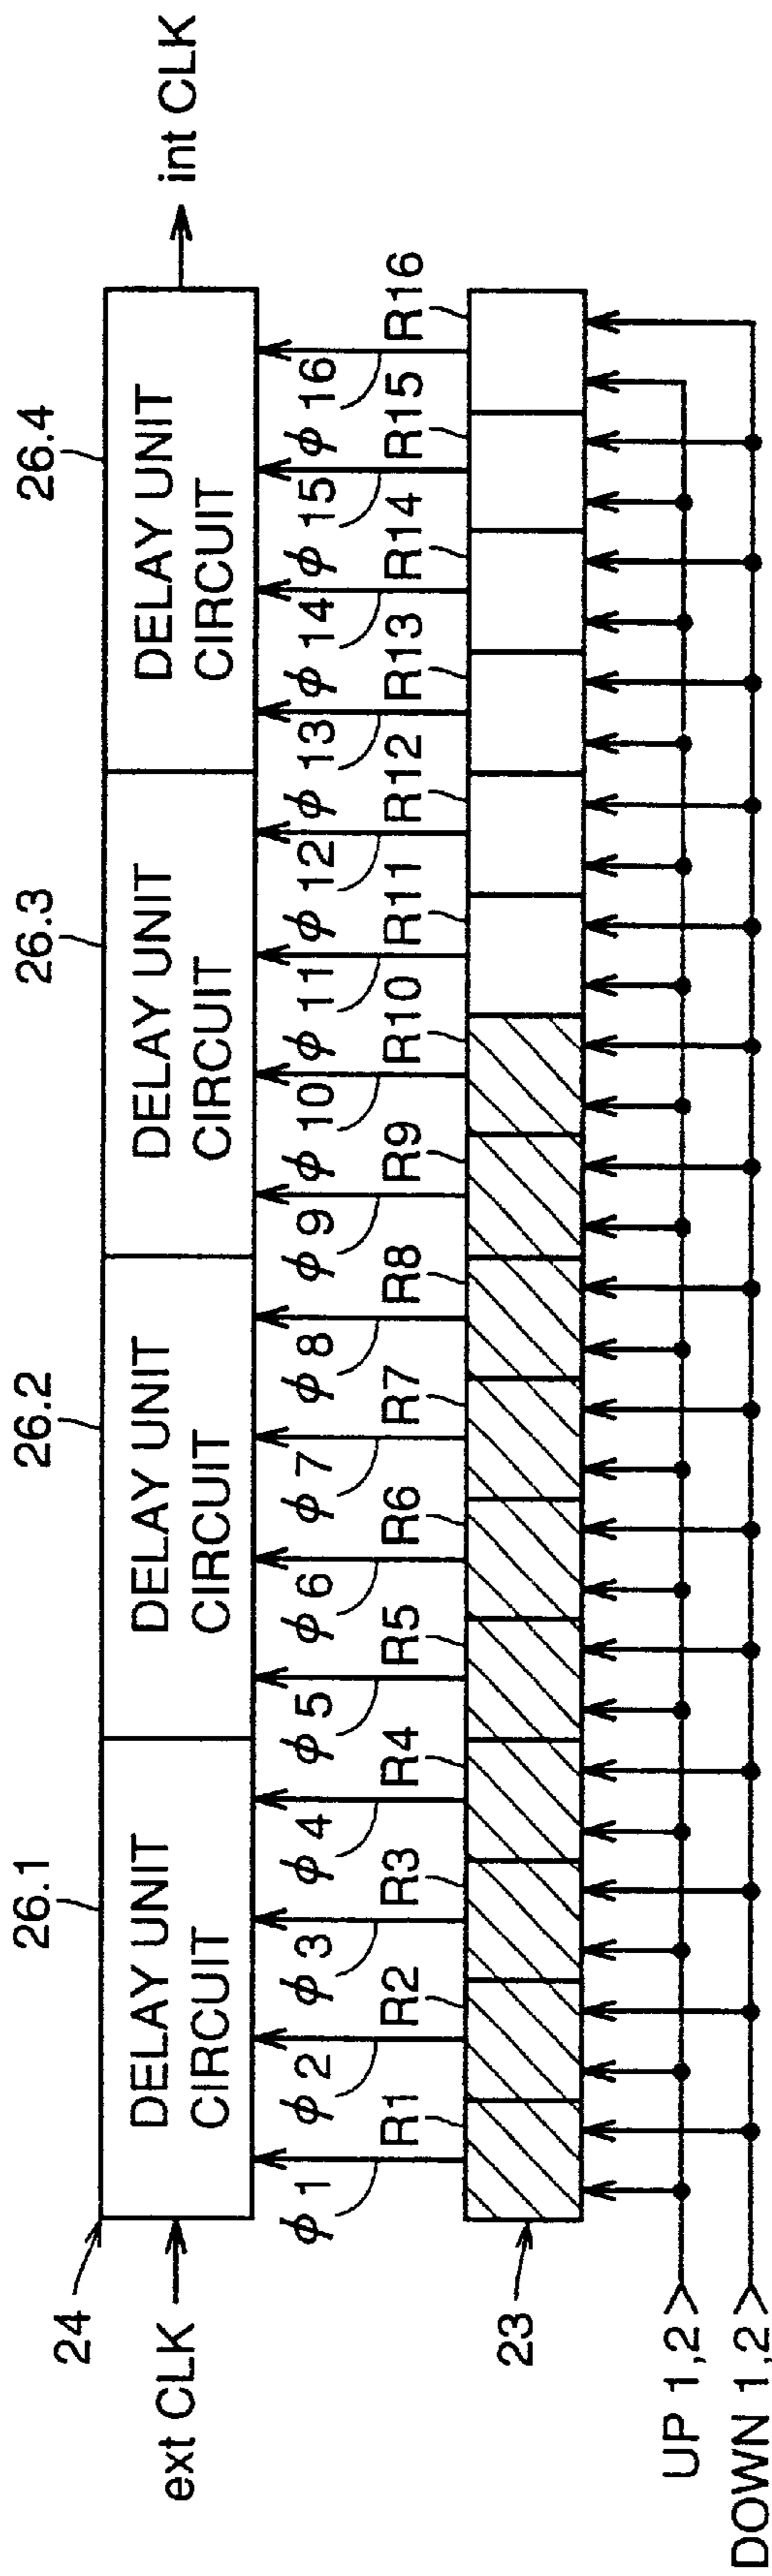 26.1
26.2
26.3
26.4
24
ext CLK
DELAY UNIT
CIRCUIT
DELAY UNIT
CIRCUIT
DELAY UNIT
CIRCUIT
DELAY UNIT
CIRCUIT
int CLK
φ1
φ2
φ3
φ4
φ5
φ6
φ7
φ8
φ9
φ10
φ11
φ12
φ13
φ14
φ15
φ16
R1
R2
R3
R4
R5
R6
R7
R8
R9
R10
R11
R12
R13
R14
R15
R16
23
UP 1,2
DOWN 1,2